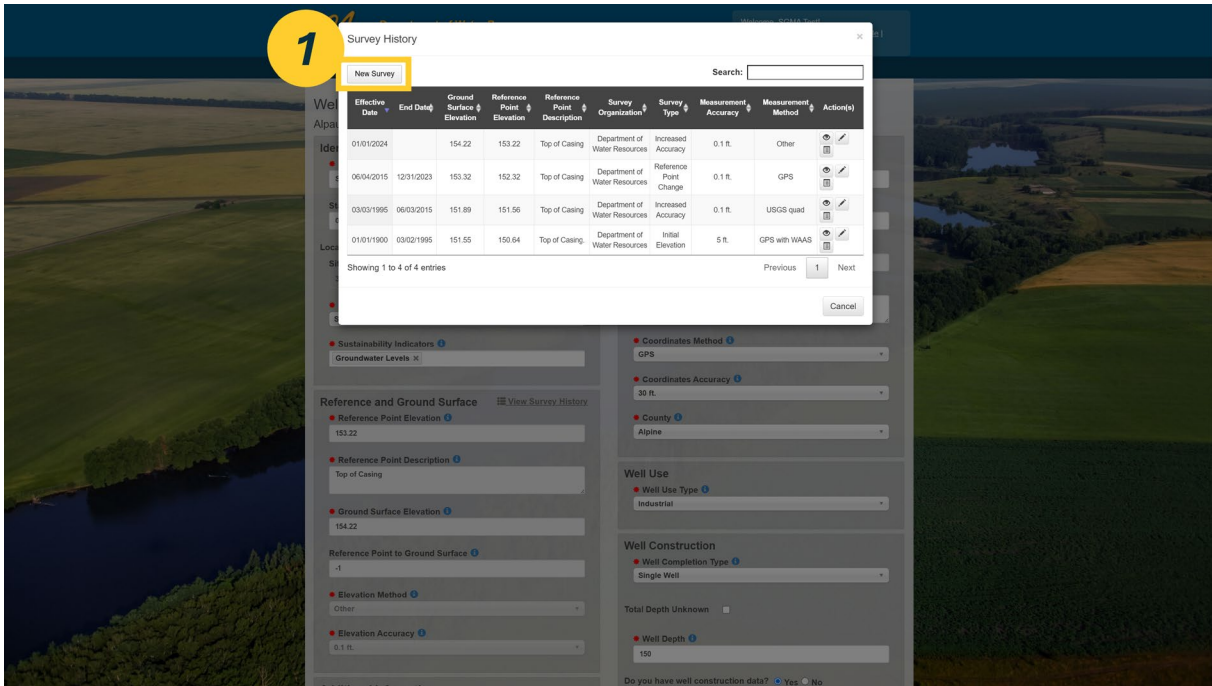 1
Survey History
×
New Survey
Search:
Effective Date
End Date
Ground Surface Elevation
Reference Point Elevation
Reference Point Description
Survey Organization
Survey Type
Measurement Accuracy
Measurement Method
Action(s)
01/01/2024 154.22 153.22 Top of Casing Department of Water Resources Increased Accuracy 0.1 ft. Other
06/04/2015 12/31/2023 153.32 152.32 Top of Casing Department of Water Resources Reference Point Change 0.1 ft. GPS
03/03/1995 06/03/2015 151.89 151.56 Top of Casing Department of Water Resources Increased Accuracy 0.1 ft. USGS quad
01/01/1900 03/02/1995 151.55 150.64 Top of Casing. Department of Water Resources Initial Elevation 5 ft. GPS with WAAS
Showing 1 to 4 of 4 entries
Previous 1 Next
Cancel
Sustainability Indicators
Groundwater Levels ×
Reference and Ground Surface View Survey History
Reference Point Elevation
153.22
Reference Point Description
Top of Casing
Ground Surface Elevation
154.22
Reference Point to Ground Surface
-1
Elevation Method
Other
Elevation Accuracy
0.1 ft.
Coordinates Method
GPS
Coordinates Accuracy
30 ft.
County
Alpine
Well Use
Well Use Type
Industrial
Well Construction
Well Completion Type
Single Well
Total Depth Unknown
Well Depth
150
Do you have well construction data? Yes No